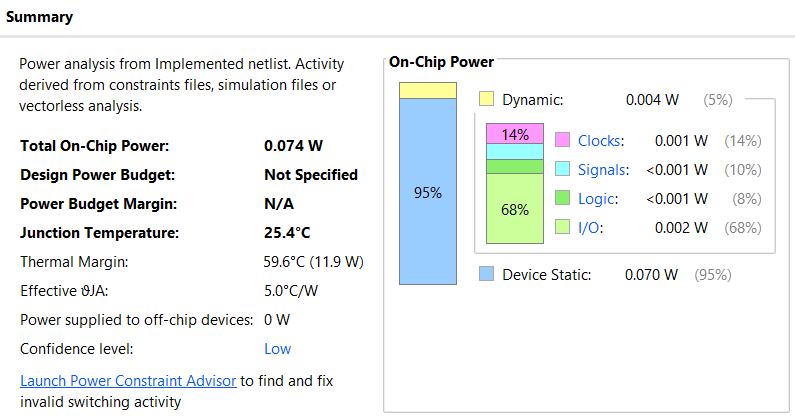 Summary
Power analysis from Implemented netlist. Activity
derived from constraints files, simulation files or
vectorless analysis.
Total On-Chip Power: 0.074 W
Design Power Budget: Not Specified
Power Budget Margin: N/A
Junction Temperature: 25.4°C
Thermal Margin: 59.6°C (11.9 W)
Effective ϑJA: 5.0°C/W
Power supplied to off-chip devices: 0 W
Confidence level: Low
Launch Power Constraint Advisor to find and fix
invalid switching activity
On-Chip Power
95%
Dynamic: 0.004 W (5%)
14%
68%
Clocks: 0.001 W (14%)
Signals: <0.001 W (10%)
Logic: <0.001 W (8%)
I/O: 0.002 W (68%)
Device Static: 0.070 W (95%)